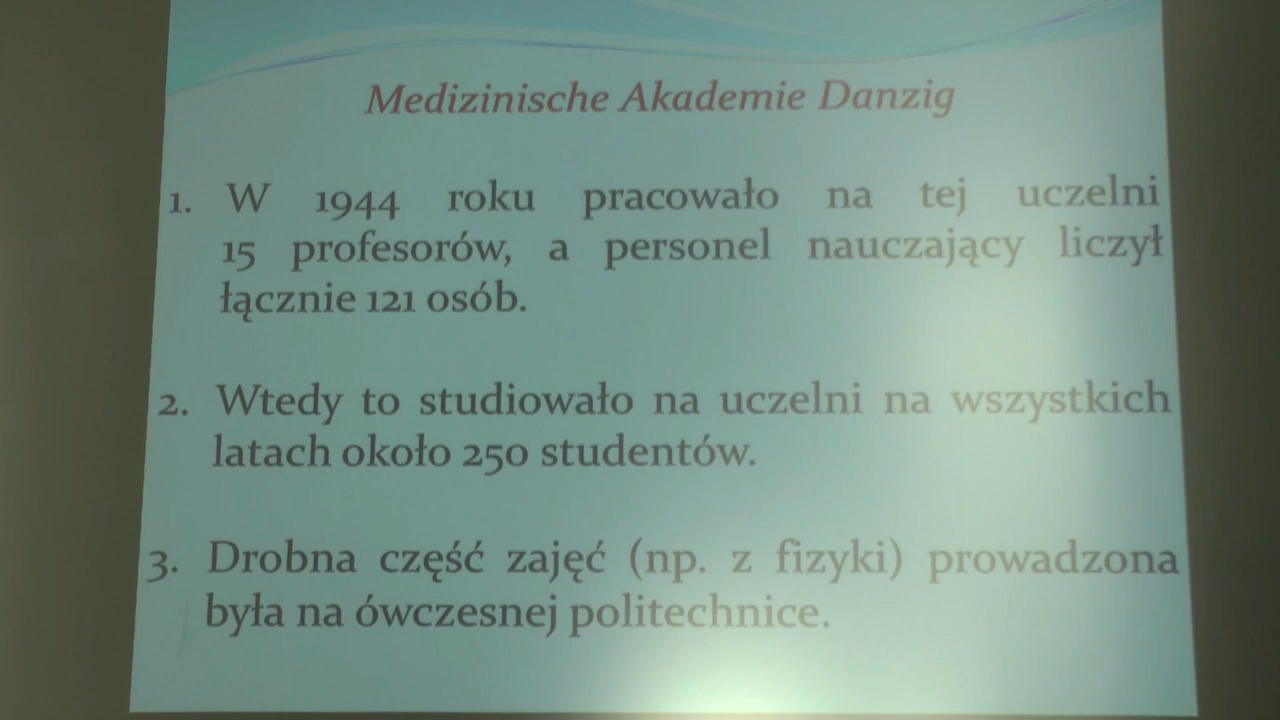 Medizinische Akademie Danzig
1. W 1944 roku pracowało na tej uczelni
15 profesorów, a personel nauczający liczył
łącznie 121 osób.
2. Wtedy to studiowało na uczelni na wszystkich
latach około 250 studentów.
3. Drobna część zajęć (np. z fizyki) prowadzona
była na ówczesnej politechnice.